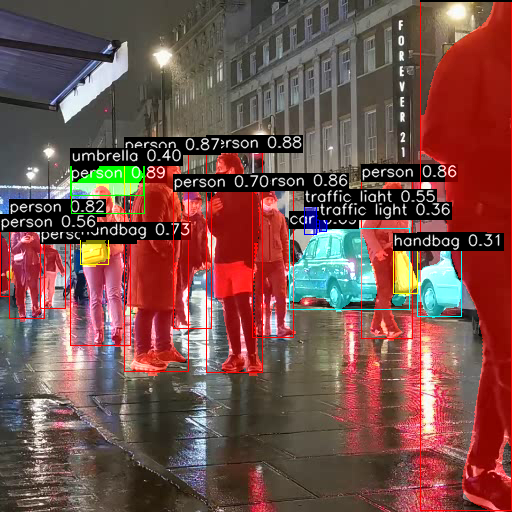 FOREVER 21
person 0.87
person 0.88
umbrella 0.40
person 0.89
person 0.70
person 0.86
person 0.86
traffic light 0.55
traffic light 0.36
person 0.82
person 0.56
handbag 0.73
car
handbag 0.31